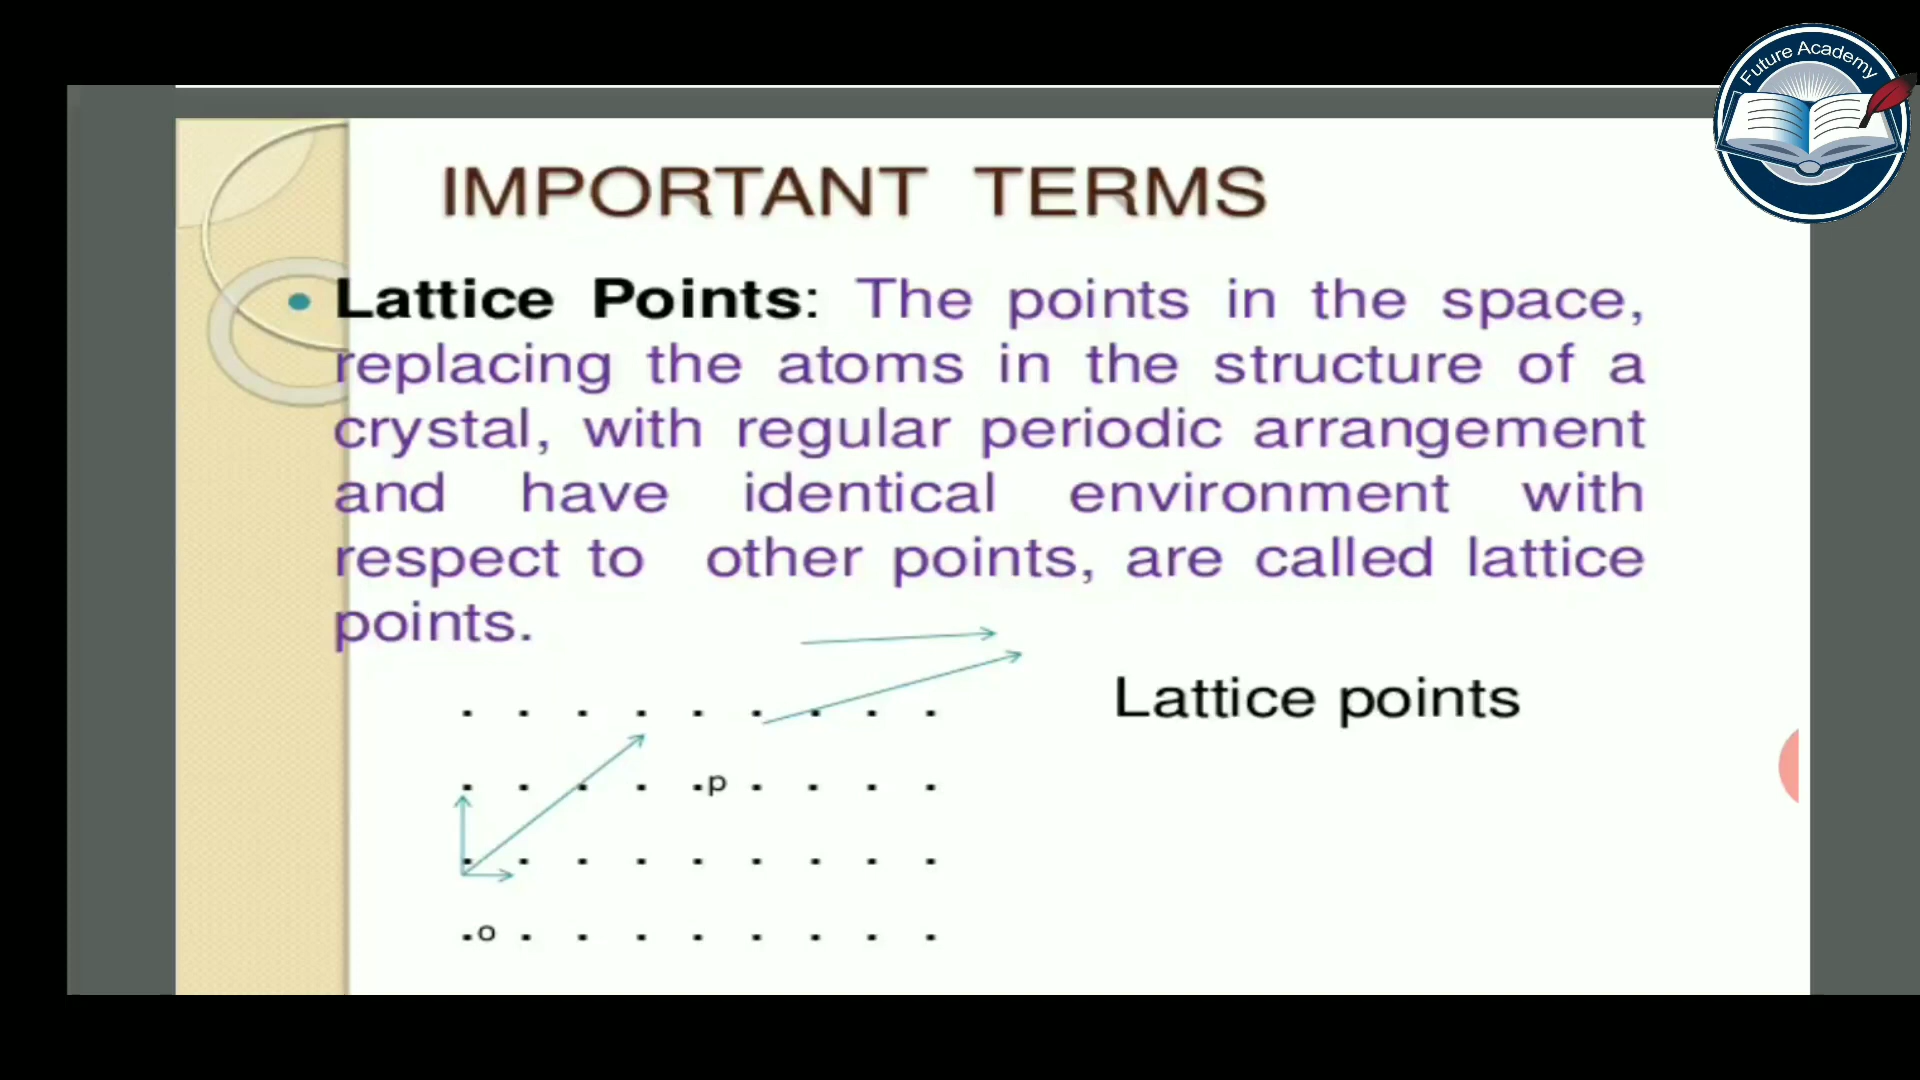 Future Academy
IMPORTANT TERMS
• Lattice Points: The points in the space,
replacing the atoms in the structure of a
crystal, with regular periodic arrangement
and have identical environment with
respect to other points, are called lattice
points.
Lattice points
p
o